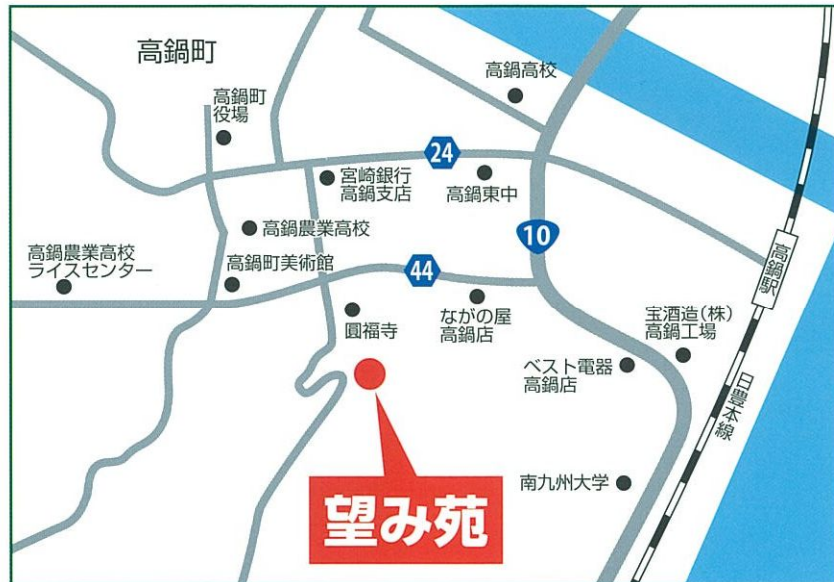 高鍋町
高鍋高校
高鍋町
役場
24
宮崎銀行
高鍋支店
高鍋東中
高鍋農業高校
10
高鍋農業高校
ライスセンター
高鍋町美術館
44
高鍋駅
圓福寺
ながの屋
高鍋店
宝酒造(株)
高鍋工場
ベスト電器
高鍋店
日豊本線
望み苑
南九州大学